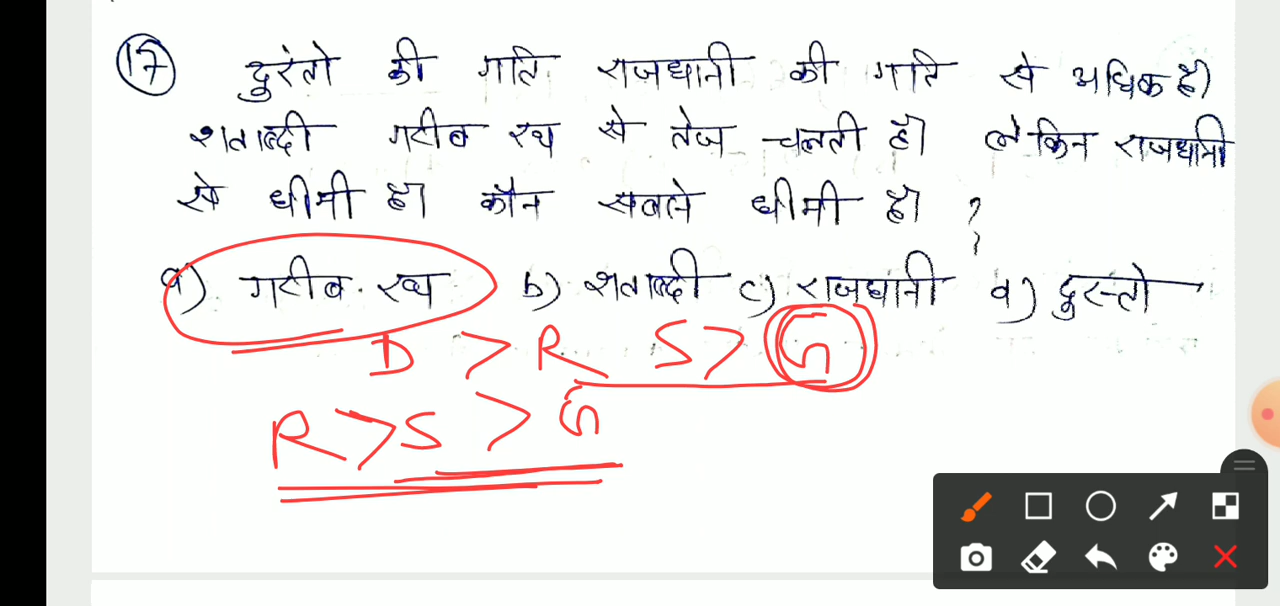 17 दुरंतो की गति राजधानी की गति से अधिक है।
शताब्दी गरीब रथ से तेज चलती है। लेकिन राजधानी
से धीमी है। कौन सबसे धीमी है। ?
a) गरीब रथ b) शताब्दी c) राजधानी d) दुरन्तो
D > R S > G
R > S > G